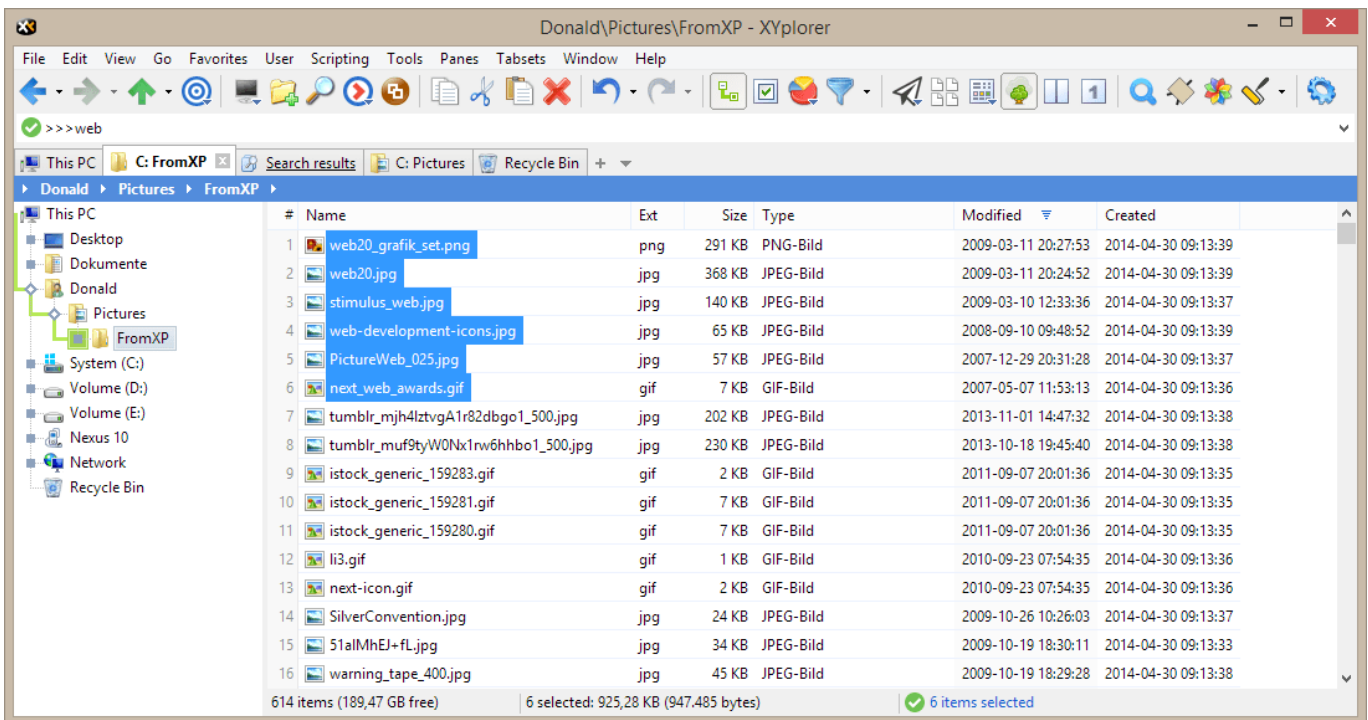 Donald\Pictures\FromXP - XYplorer
File Edit View Go Favorites User Scripting Tools Panes Tabsets Window Help
1
>>>web
This PC C: FromXP Search results C: Pictures Recycle Bin +
Donald Pictures FromXP
This PC
Desktop
Dokumente
Donald
Pictures
FromXP
System (C:)
Volume (D:)
Volume (E:)
Nexus 10
Network
Recycle Bin
# Name Ext Size Type Modified Created
1 web20_grafik_set.png png 291 KB PNG-Bild 2009-03-11 20:27:53 2014-04-30 09:13:39
2 web20.jpg jpg 368 KB JPEG-Bild 2009-03-11 20:24:52 2014-04-30 09:13:39
3 stimulus_web.jpg jpg 140 KB JPEG-Bild 2009-03-10 12:33:36 2014-04-30 09:13:37
4 web-development-icons.jpg jpg 65 KB JPEG-Bild 2008-09-10 09:48:52 2014-04-30 09:13:39
5 PictureWeb_025.jpg jpg 57 KB JPEG-Bild 2007-12-29 20:31:28 2014-04-30 09:13:37
6 next_web_awards.gif gif 7 KB GIF-Bild 2007-05-07 11:53:13 2014-04-30 09:13:36
7 tumblr_mjh4lztvgA1r82dbgo1_500.jpg jpg 202 KB JPEG-Bild 2013-11-01 14:47:32 2014-04-30 09:13:38
8 tumblr_muf9tyW0Nx1rw6hhbo1_500.jpg jpg 230 KB JPEG-Bild 2013-10-18 19:45:40 2014-04-30 09:13:38
9 istock_generic_159283.gif gif 2 KB GIF-Bild 2011-09-07 20:01:36 2014-04-30 09:13:35
10 istock_generic_159281.gif gif 7 KB GIF-Bild 2011-09-07 20:01:36 2014-04-30 09:13:35
11 istock_generic_159280.gif gif 7 KB GIF-Bild 2011-09-07 20:01:36 2014-04-30 09:13:35
12 li3.gif gif 1 KB GIF-Bild 2010-09-23 07:54:35 2014-04-30 09:13:36
13 next-icon.gif gif 2 KB GIF-Bild 2010-09-23 07:54:35 2014-04-30 09:13:36
14 SilverConvention.jpg jpg 24 KB JPEG-Bild 2009-10-26 10:26:03 2014-04-30 09:13:37
15 51alMhEJ+fL.jpg jpg 34 KB JPEG-Bild 2009-10-19 18:30:11 2014-04-30 09:13:33
16 warning_tape_400.jpg jpg 45 KB JPEG-Bild 2009-10-19 18:29:28 2014-04-30 09:13:38
614 items (189,47 GB free) 6 selected: 925,28 KB (947.485 bytes) 6 items selected